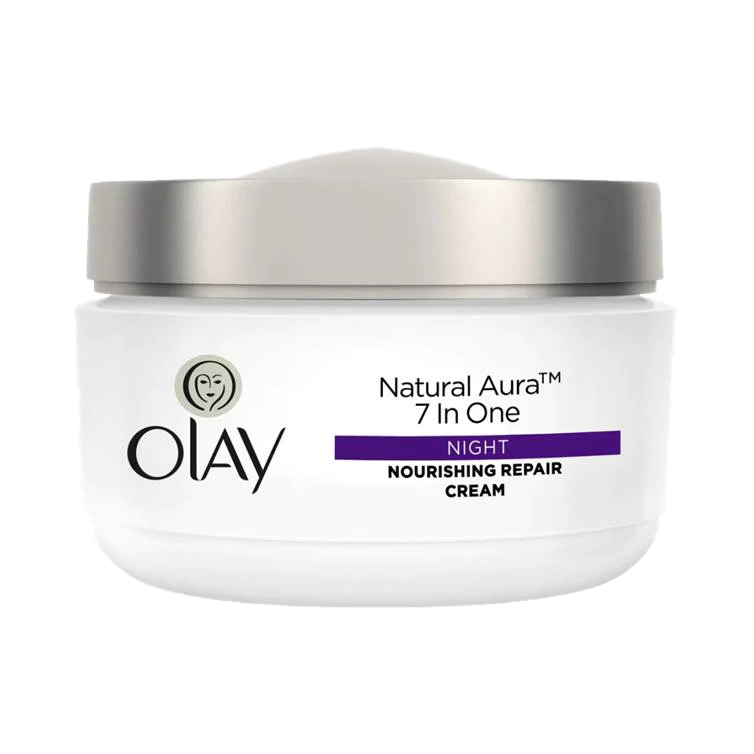 OLAY
Natural Aura™
7 In One
NIGHT
NOURISHING REPAIR
CREAM